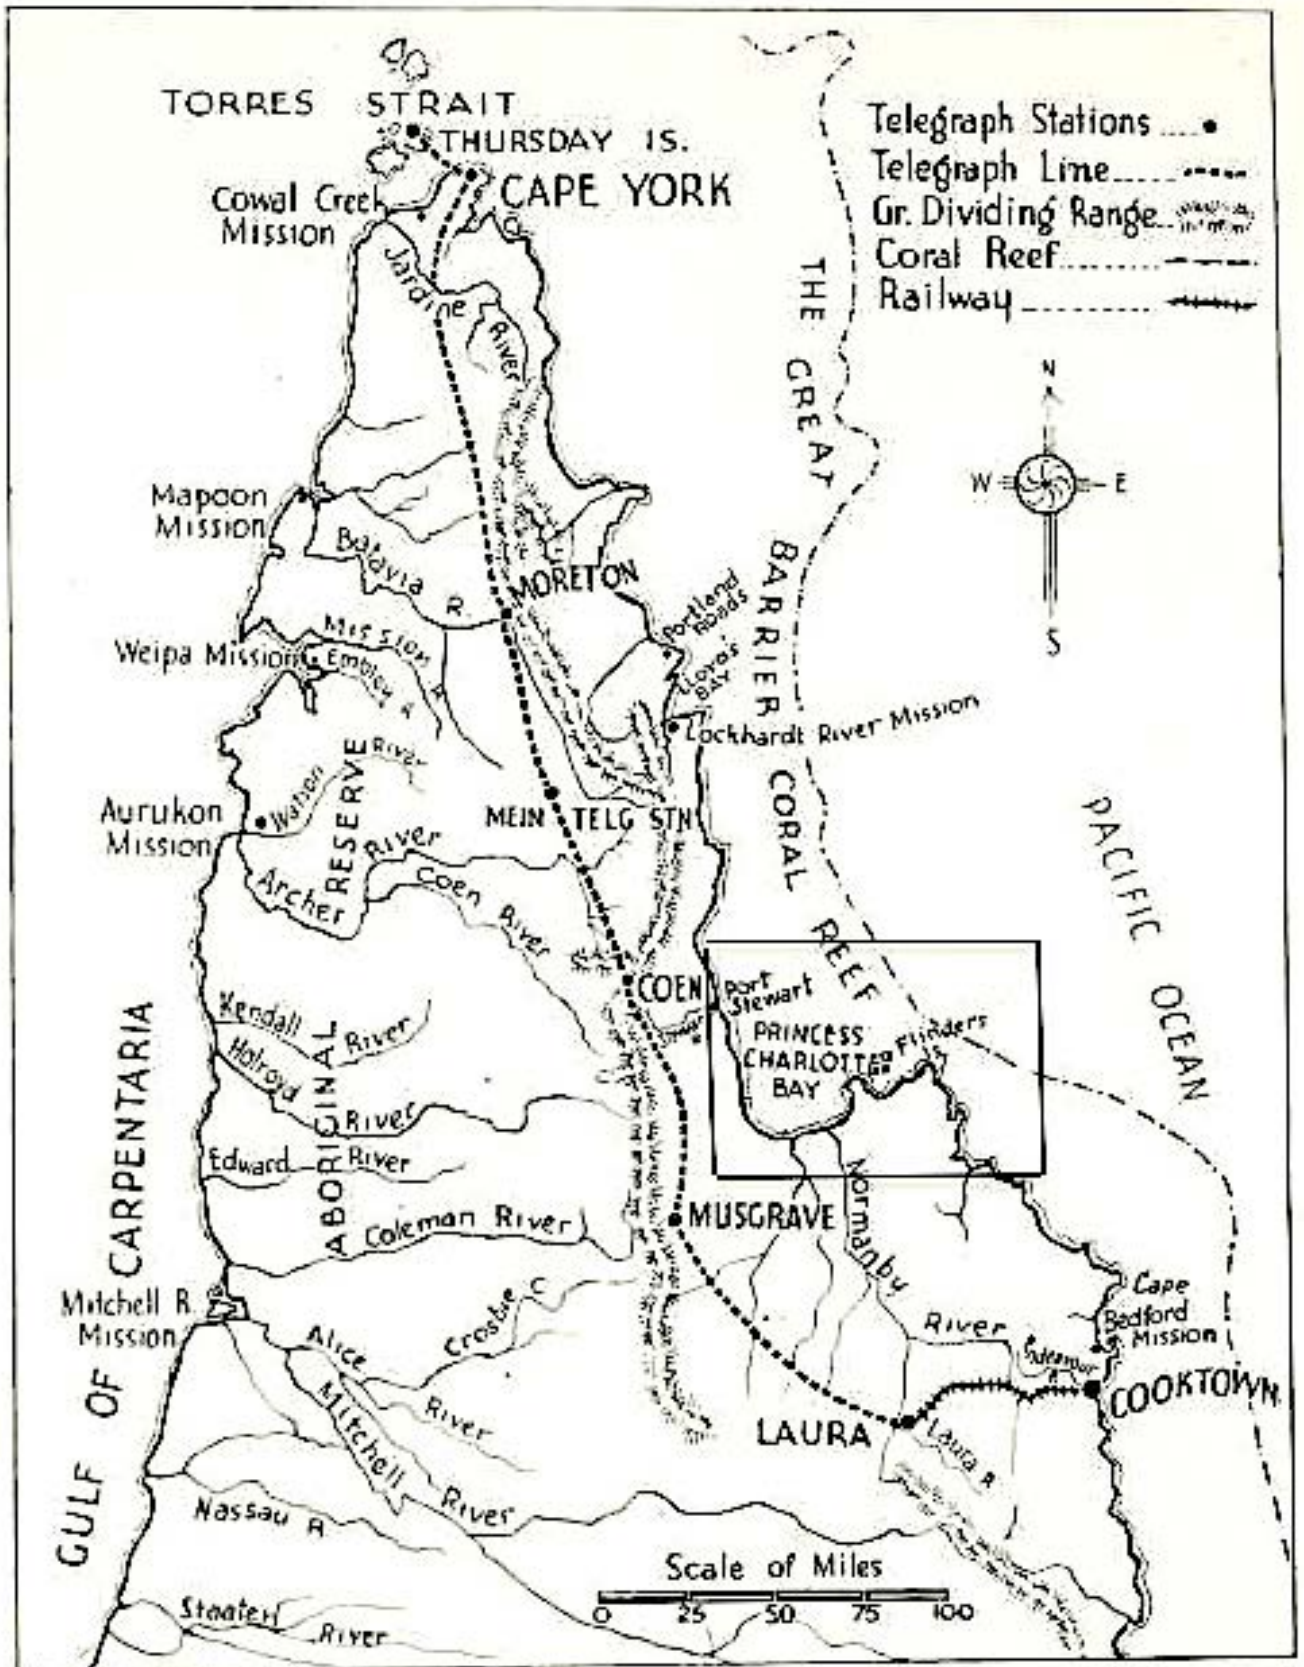 TORRES STRAIT
THURSDAY IS.
CAPE YORK
Cowal Creek
Mission
Telegraph Stations
Telegraph Line
Gr. Dividing Range
Coral Reef
Railway
N
W E
S
Jardine
River
THE GREAT BARRIER CORAL REEF
Mapoon
Mission
Batavia R.
MORETON
Portland
Roads
Mission R
Weipa Mission
Embley R
LLOYDS
BAY
Lockhardt River Mission
Watson River
Aurukon
Mission
MEIN TELG STN
PACIFIC OCEAN
Archer River
Coen River
ABORIGINAL RESERVE
COEN
Port
Stewart
PRINCESS
CHARLOTTE
BAY
Flinders
Kendall River
Holroyd River
Edward River
Coleman River
MUSGRAVE
Normanby River
GULF OF CARPENTARIA
Mitchell R.
Mission
Crosbie C
Alice River
Mitchell River
Cape
Bedford
Mission
Endeavour R
COOKTOWN
LAURA
Laura R
Nassau R
Staaten River
Scale of Miles
0 25 50 75 100